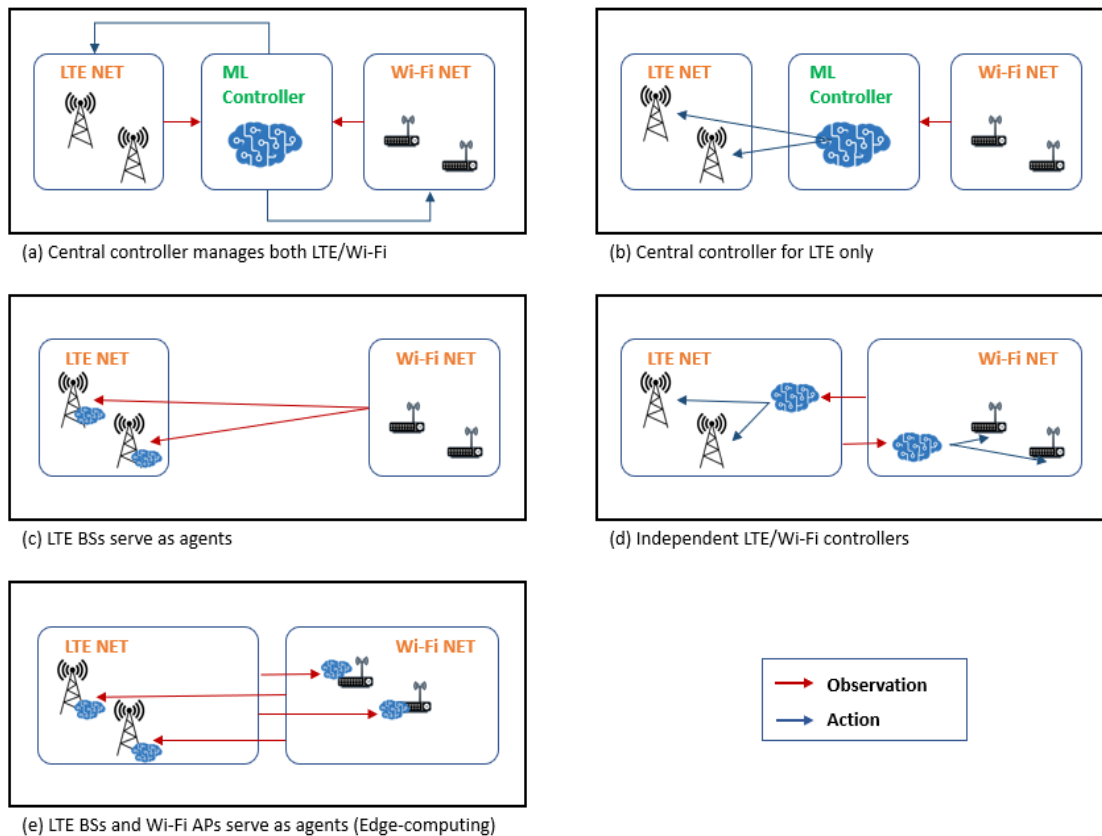 LTE NET
ML
Controller
Wi-Fi NET
(a) Central controller manages both LTE/Wi-Fi
LTE NET
ML
Controller
Wi-Fi NET
(b) Central controller for LTE only
LTE NET
Wi-Fi NET
(c) LTE BSs serve as agents
LTE NET
Wi-Fi NET
(d) Independent LTE/Wi-Fi controllers
LTE NET
Wi-Fi NET
(e) LTE BSs and Wi-Fi APs serve as agents (Edge-computing)
Observation
Action